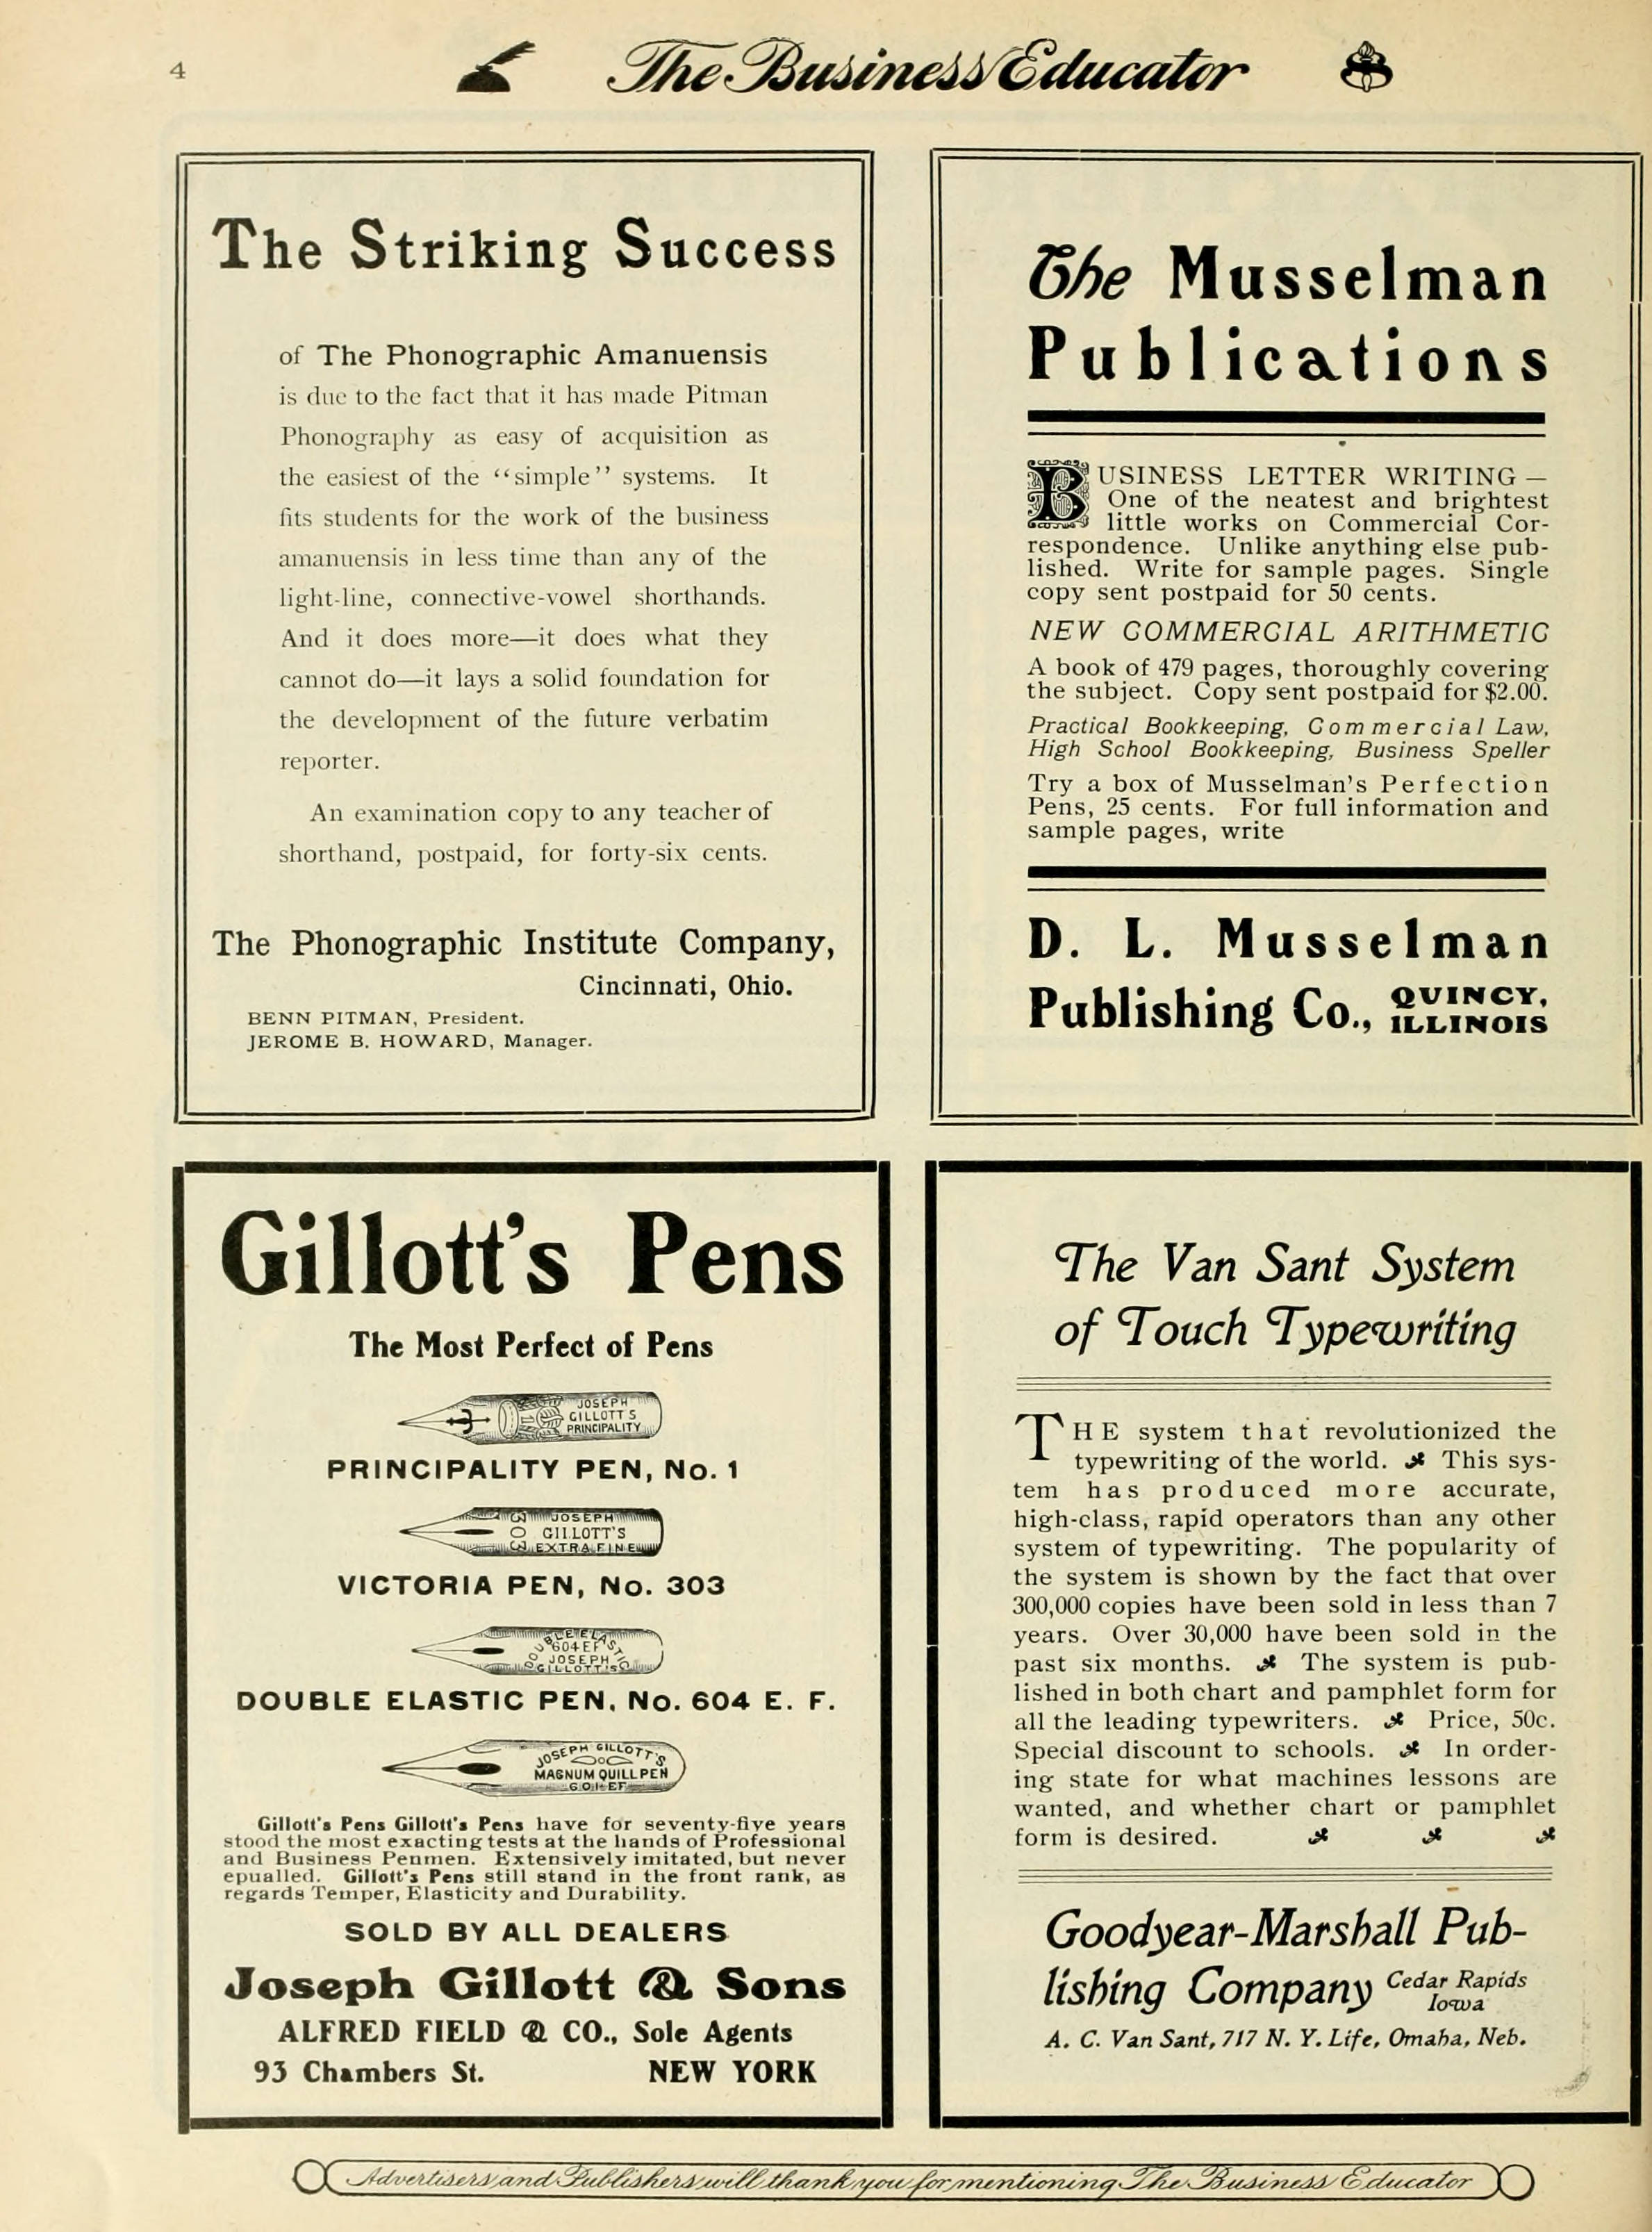 4
The Business Educator
The Striking Success
of The Phonographic Amanuensis
is due to the fact that it has made Pitman
Phonography as easy of acquisition as
the easiest of the “simple” systems. It
fits students for the work of the business
amanuensis in less time than any of the
light-line, connective-vowel shorthands.
And it does more—it does what they
cannot do—it lays a solid foundation for
the development of the future verbatim
reporter.
An examination copy to any teacher of
shorthand, postpaid, for forty-six cents.
The Phonographic Institute Company,
Cincinnati, Ohio.
BENN PITMAN, President.
JEROME B. HOWARD, Manager.
The Musselman
Publications
BUSINESS LETTER WRITING —
One of the neatest and brightest
little works on Commercial Cor-
respondence. Unlike anything else pub-
lished. Write for sample pages. Single
copy sent postpaid for 50 cents.
NEW COMMERCIAL ARITHMETIC
A book of 479 pages, thoroughly covering
the subject. Copy sent postpaid for $2.00.
Practical Bookkeeping, Commercial Law,
High School Bookkeeping, Business Speller
Try a box of Musselman's Perfection
Pens, 25 cents. For full information and
sample pages, write
D. L. Musselman
Publishing Co., QUINCY,
ILLINOIS
Gillott's Pens
The Most Perfect of Pens
JOSEPH
GILLOTT'S
PRINCIPALITY
PRINCIPALITY PEN, No. 1
303
JOSEPH
GILLOTT'S
EXTRA FINE
VICTORIA PEN, No. 303
DOUBLE ELASTIC
604 EF
JOSEPH
GILLOTT'S
DOUBLE ELASTIC PEN, No. 604 E. F.
JOSEPH GILLOTT'S
MAGNUM QUILL PEN
601 EF
Gillott's Pens Gillott's Pens have for seventy-five years
stood the most exacting tests at the hands of Professional
and Business Penmen. Extensively imitated, but never
epualled. Gillott's Pens still stand in the front rank, as
regards Temper, Elasticity and Durability.
SOLD BY ALL DEALERS
Joseph Gillott & Sons
ALFRED FIELD & CO., Sole Agents
93 Chambers St. NEW YORK
The Van Sant System
of Touch Typewriting
THE system that revolutionized the
typewriting of the world. This sys-
tem has produced more accurate,
high-class, rapid operators than any other
system of typewriting. The popularity of
the system is shown by the fact that over
300,000 copies have been sold in less than 7
years. Over 30,000 have been sold in the
past six months. The system is pub-
lished in both chart and pamphlet form for
all the leading typewriters. Price, 50c.
Special discount to schools. In order-
ing state for what machines lessons are
wanted, and whether chart or pamphlet
form is desired.
Goodyear-Marshall Pub-
lishing Company Cedar Rapids
Iowa
A. C. Van Sant, 717 N. Y. Life, Omaha, Neb.
Advertisers and Publishers will thank you for mentioning The Business Educator